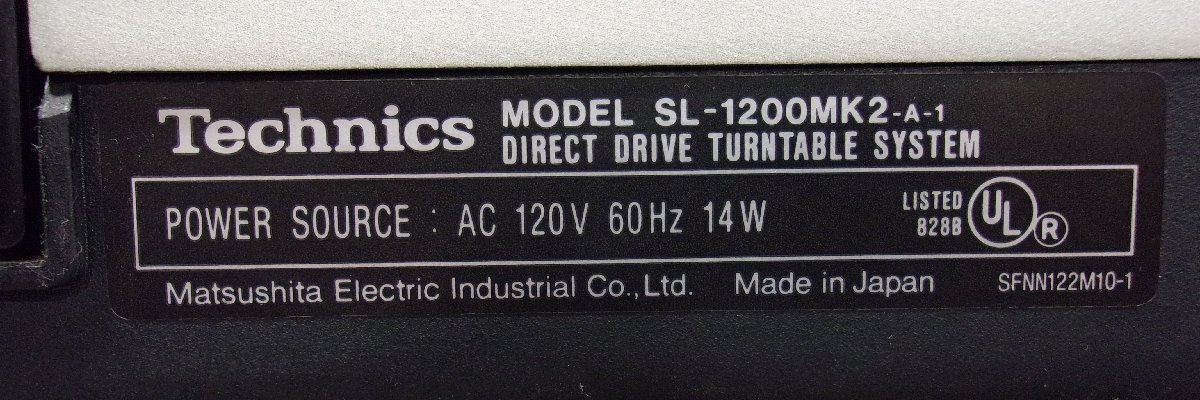 Technics
MODEL SL-1200MK2-A-1
DIRECT DRIVE TURNTABLE SYSTEM
POWER SOURCE : AC 120V 60Hz 14W
LISTED
828B
UL
®
Matsushita Electric Industrial Co.,Ltd. Made in Japan SFNN122M10-1